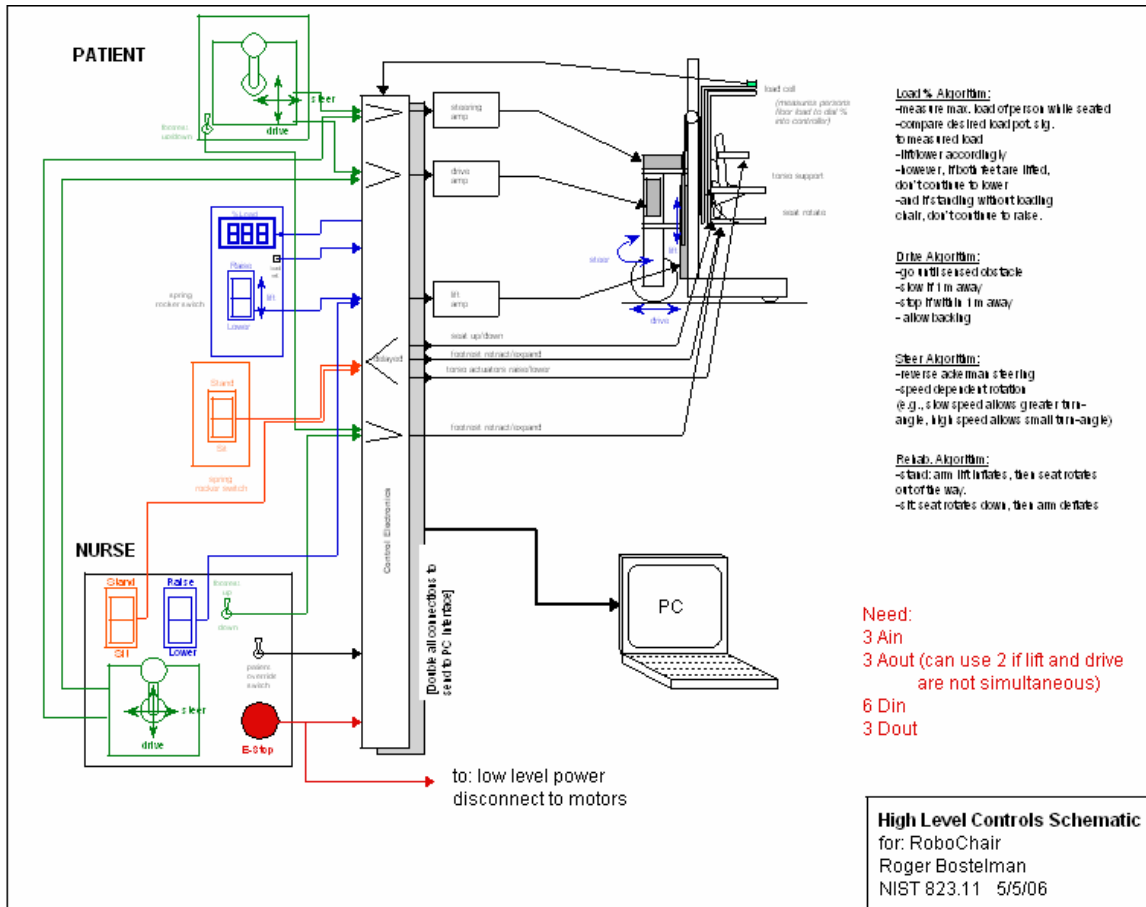 PATIENT
steer
drive
up/down
% Load
888
Raise
lift
Lower
spring
rocker switch
Stand
Sit
spring
rocker switch
NURSE
Stand
Sit
Raise
Lower
up
down
override
switch
steer
drive
E-Stop
steering
amp
drive
amp
lift
amp
delayed
seat up/down
footrest retract/expand
torso actuators raise/lower
footrest retract/expand
Control Electronics
[Double all connections to
send to PC Interface]
to: low level power
disconnect to motors
load cell
(measures persons
floor load to dial %
into controller)
torso support
seat rotate
steer
lift
drive
PC
Load % Algorithm:
-measure max. load of person while seated
-compare desired load pot. sig.
to measured load
-lift/lower accordingly
-however, if both feet are lifted,
don't continue to lower
-and if standing without loading
chair, don't continue to raise.
Drive Algorithm:
-go until sensed obstacle
-slow if 1 m away
-stop if within 1 m away
- allow backing
Steer Algorithm:
-reverse ackerman steering
-speed dependent rotation
(e.g., slow speed allows greater turn-
angle, high speed allows small turn-angle)
Rehab. Algorithm:
-stand: arm lift inflates, then seat rotates
out of the way.
-sit: seat rotates down, then arm deflates
Need:
3 Ain
3 Aout (can use 2 if lift and drive
are not simultaneous)
6 Din
3 Dout
High Level Controls Schematic
for: RoboChair
Roger Bostelman
NIST 823.11 5/5/06